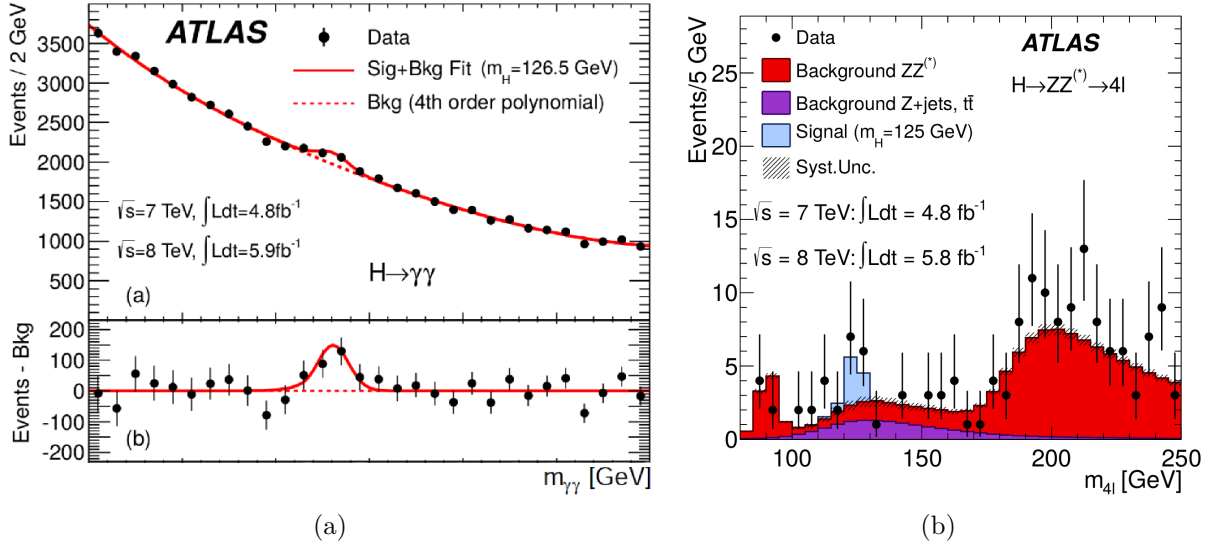 Events / 2 GeV
3500
3000
2500
2000
1500
1000
500
ATLAS
Data
Sig+Bkg Fit (m_H=126.5 GeV)
Bkg (4th order polynomial)
√s=7 TeV, ∫Ldt=4.8fb⁻¹
√s=8 TeV, ∫Ldt=5.9fb⁻¹
H→γγ
(a)
Events - Bkg
200
100
0
-100
-200
(b)
m_γγ [GeV]
(a)
Events/5 GeV
25
20
15
10
5
0
Data
Background ZZ⁽*⁾
Background Z+jets, tt̄
Signal (m_H=125 GeV)
Syst.Unc.
ATLAS
H→ZZ⁽*⁾→4l
√s = 7 TeV:∫Ldt = 4.8 fb⁻¹
√s = 8 TeV:∫Ldt = 5.8 fb⁻¹
100 150 200 250
m_4l [GeV]
(b)